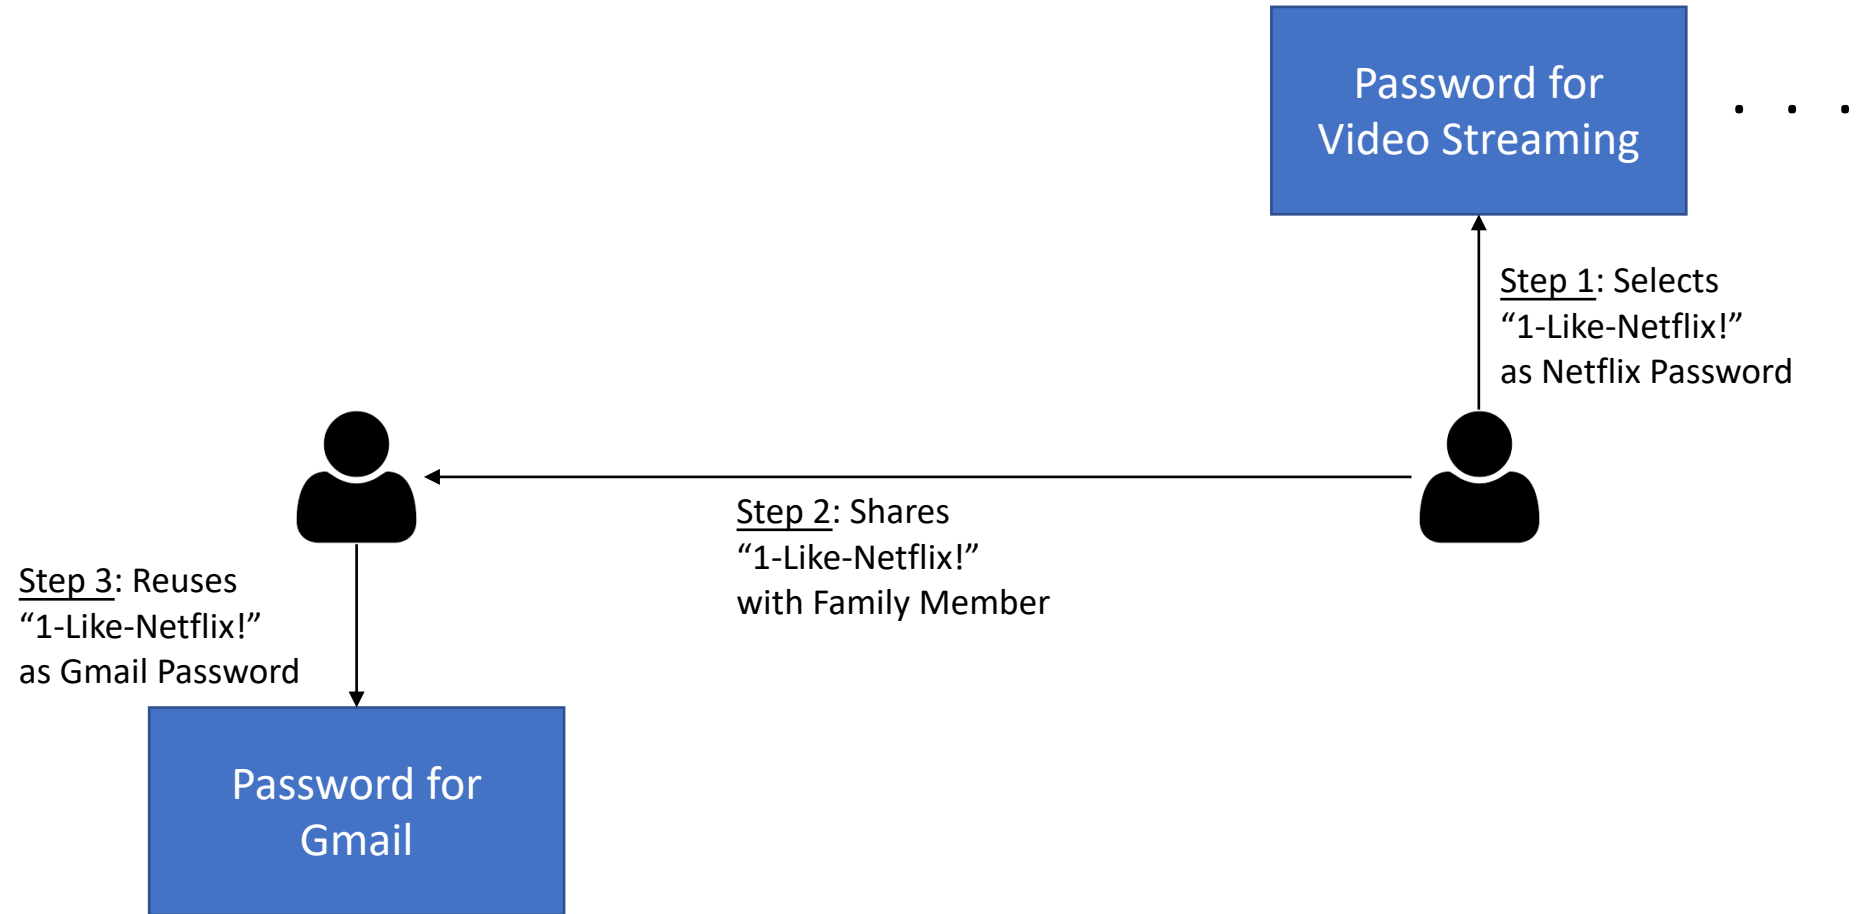 Password for
Video Streaming
. . .
Step 1: Selects
“1-Like-Netflix!”
as Netflix Password
Step 2: Shares
“1-Like-Netflix!”
with Family Member
Step 3: Reuses
“1-Like-Netflix!”
as Gmail Password
Password for
Gmail